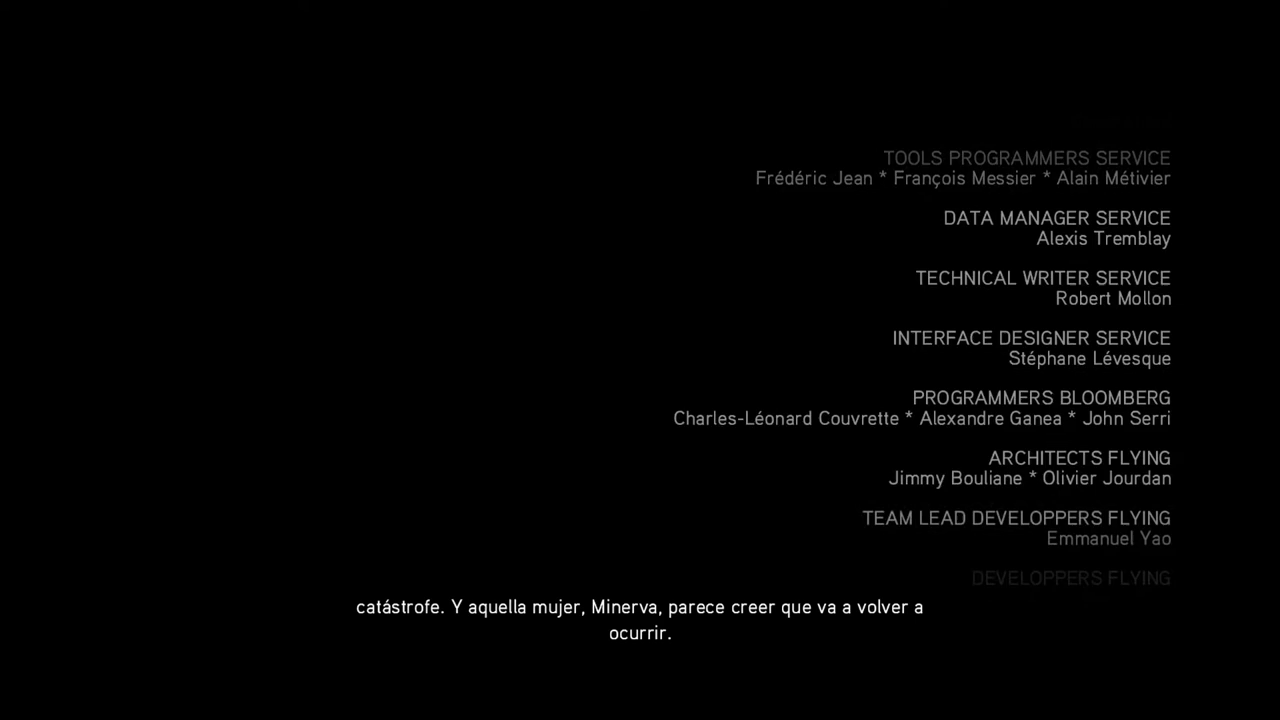 TOOLS PROGRAMMERS SERVICE
Frédéric Jean * François Messier * Alain Métivier
DATA MANAGER SERVICE
Alexis Tremblay
TECHNICAL WRITER SERVICE
Robert Mollon
INTERFACE DESIGNER SERVICE
Stéphane Lévesque
PROGRAMMERS BLOOMBERG
Charles-Léonard Couvrette * Alexandre Ganea * John Serri
ARCHITECTS FLYING
Jimmy Bouliane * Olivier Jourdan
TEAM LEAD DEVELOPPERS FLYING
Emmanuel Yao
DEVELOPPERS FLYING
catástrofe. Y aquella mujer, Minerva, parece creer que va a volver a
ocurrir.